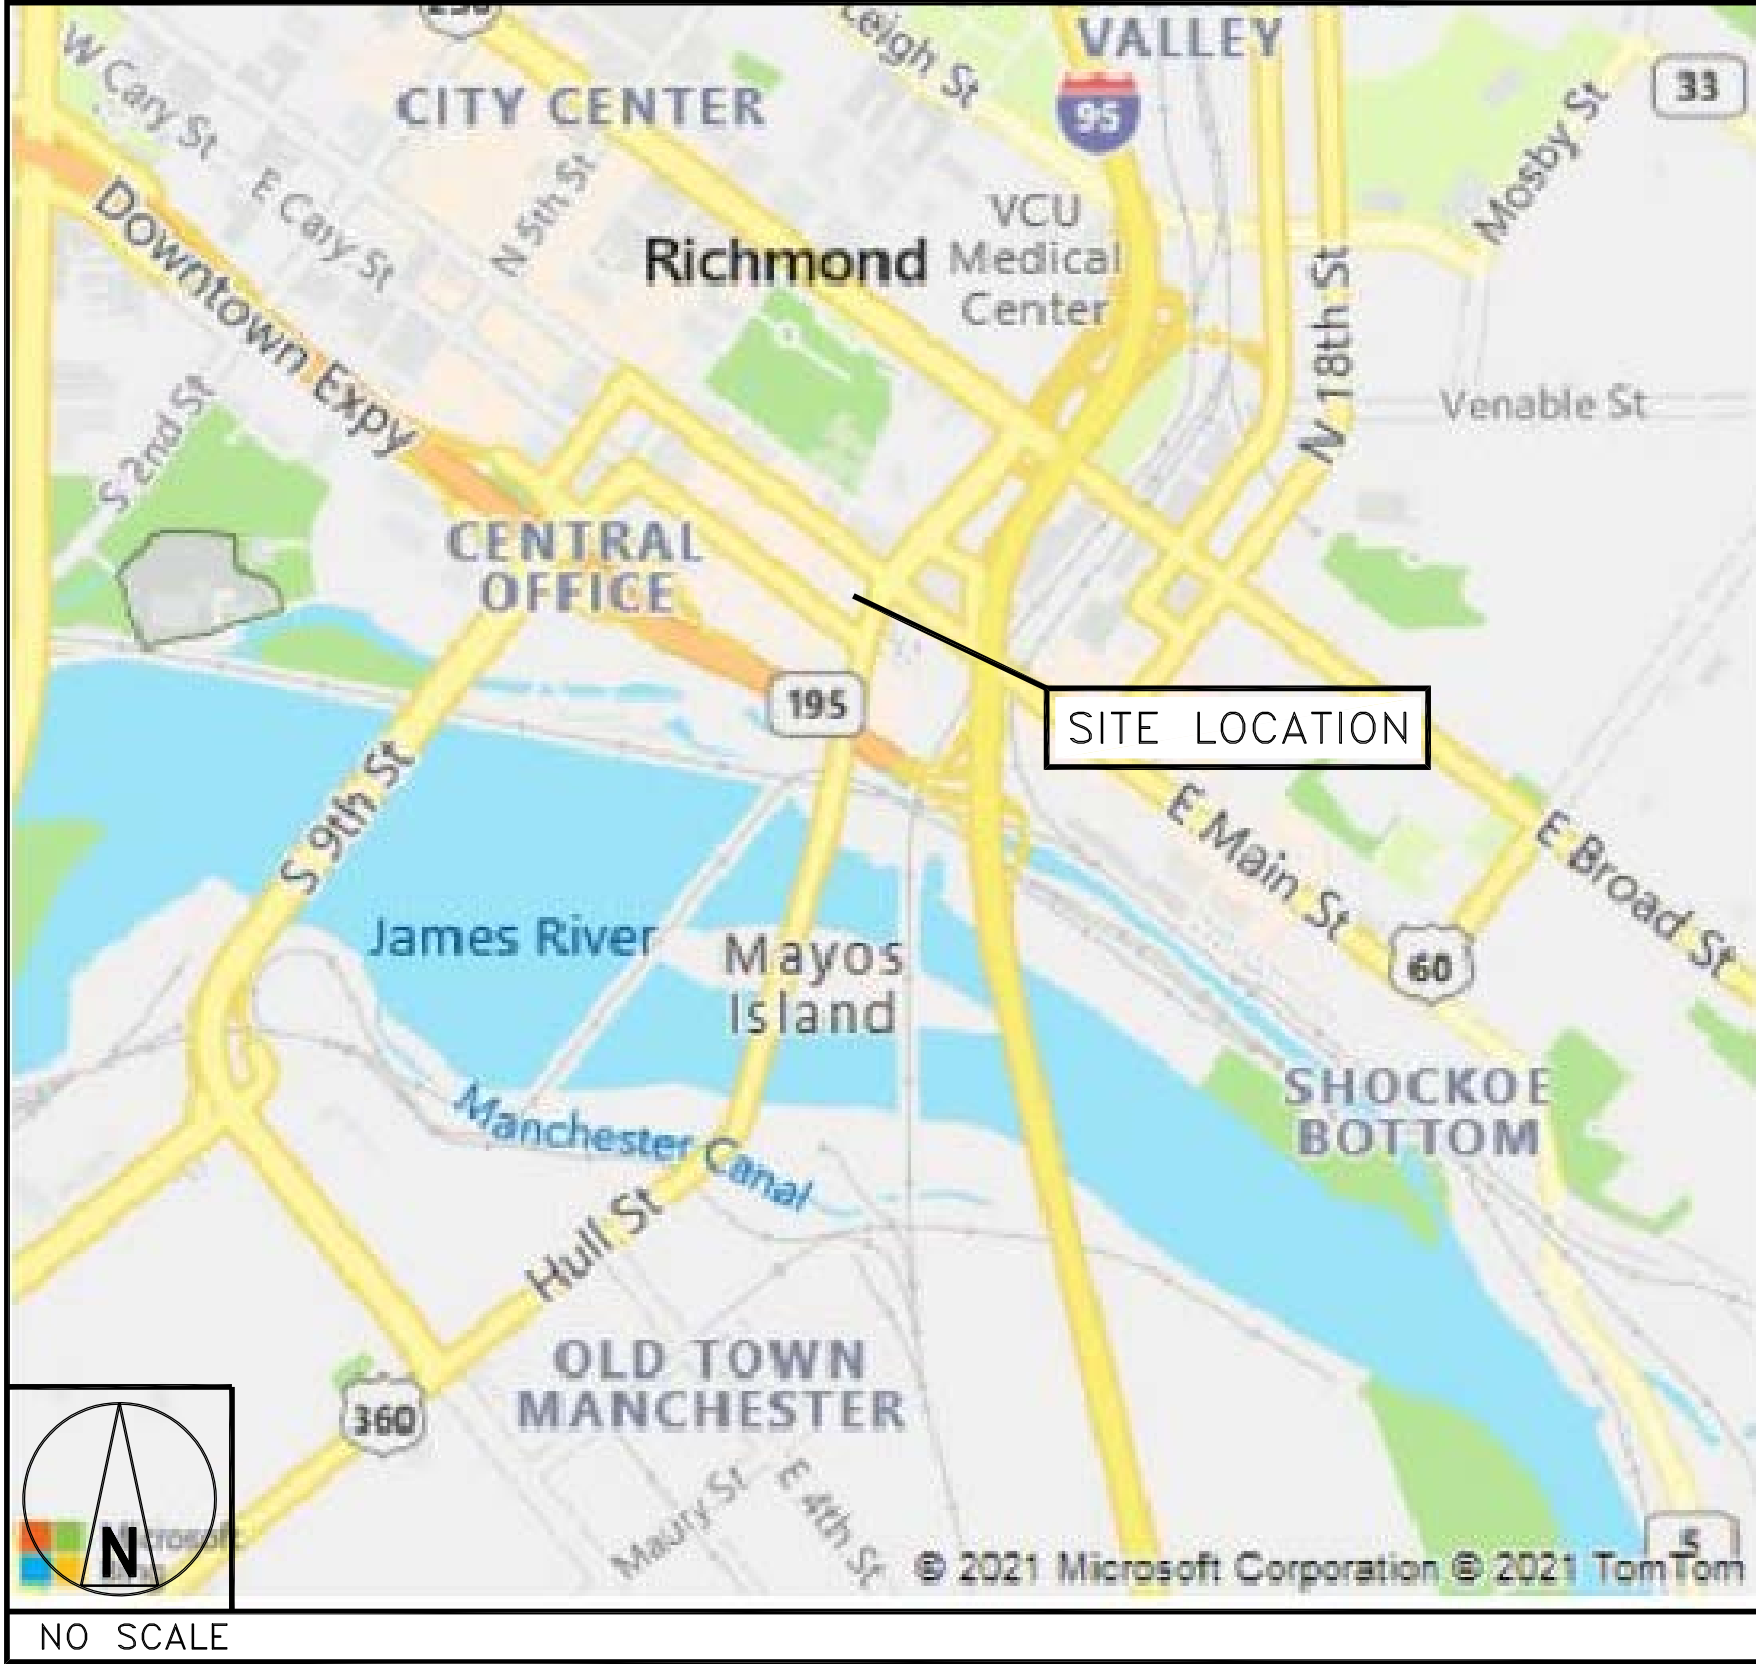 VALLEY
Leigh St
W Cary St
CITY CENTER
95
33
Mosby St
E Cary St
N 5th St
VCU
Medical
Center
Richmond
Downtown Expy
N 18th St
Venable St
S 2nd St
CENTRAL
OFFICE
195
SITE LOCATION
S 9th St
E Main St
E Broad St
James River
Mayos
Island
60
SHOCKOE
BOTTOM
Manchester Canal
Hull St
OLD TOWN
MANCHESTER
360
Maury St
E 4th St
N
Microsoft
5
© 2021 Microsoft Corporation © 2021 TomTom
NO SCALE